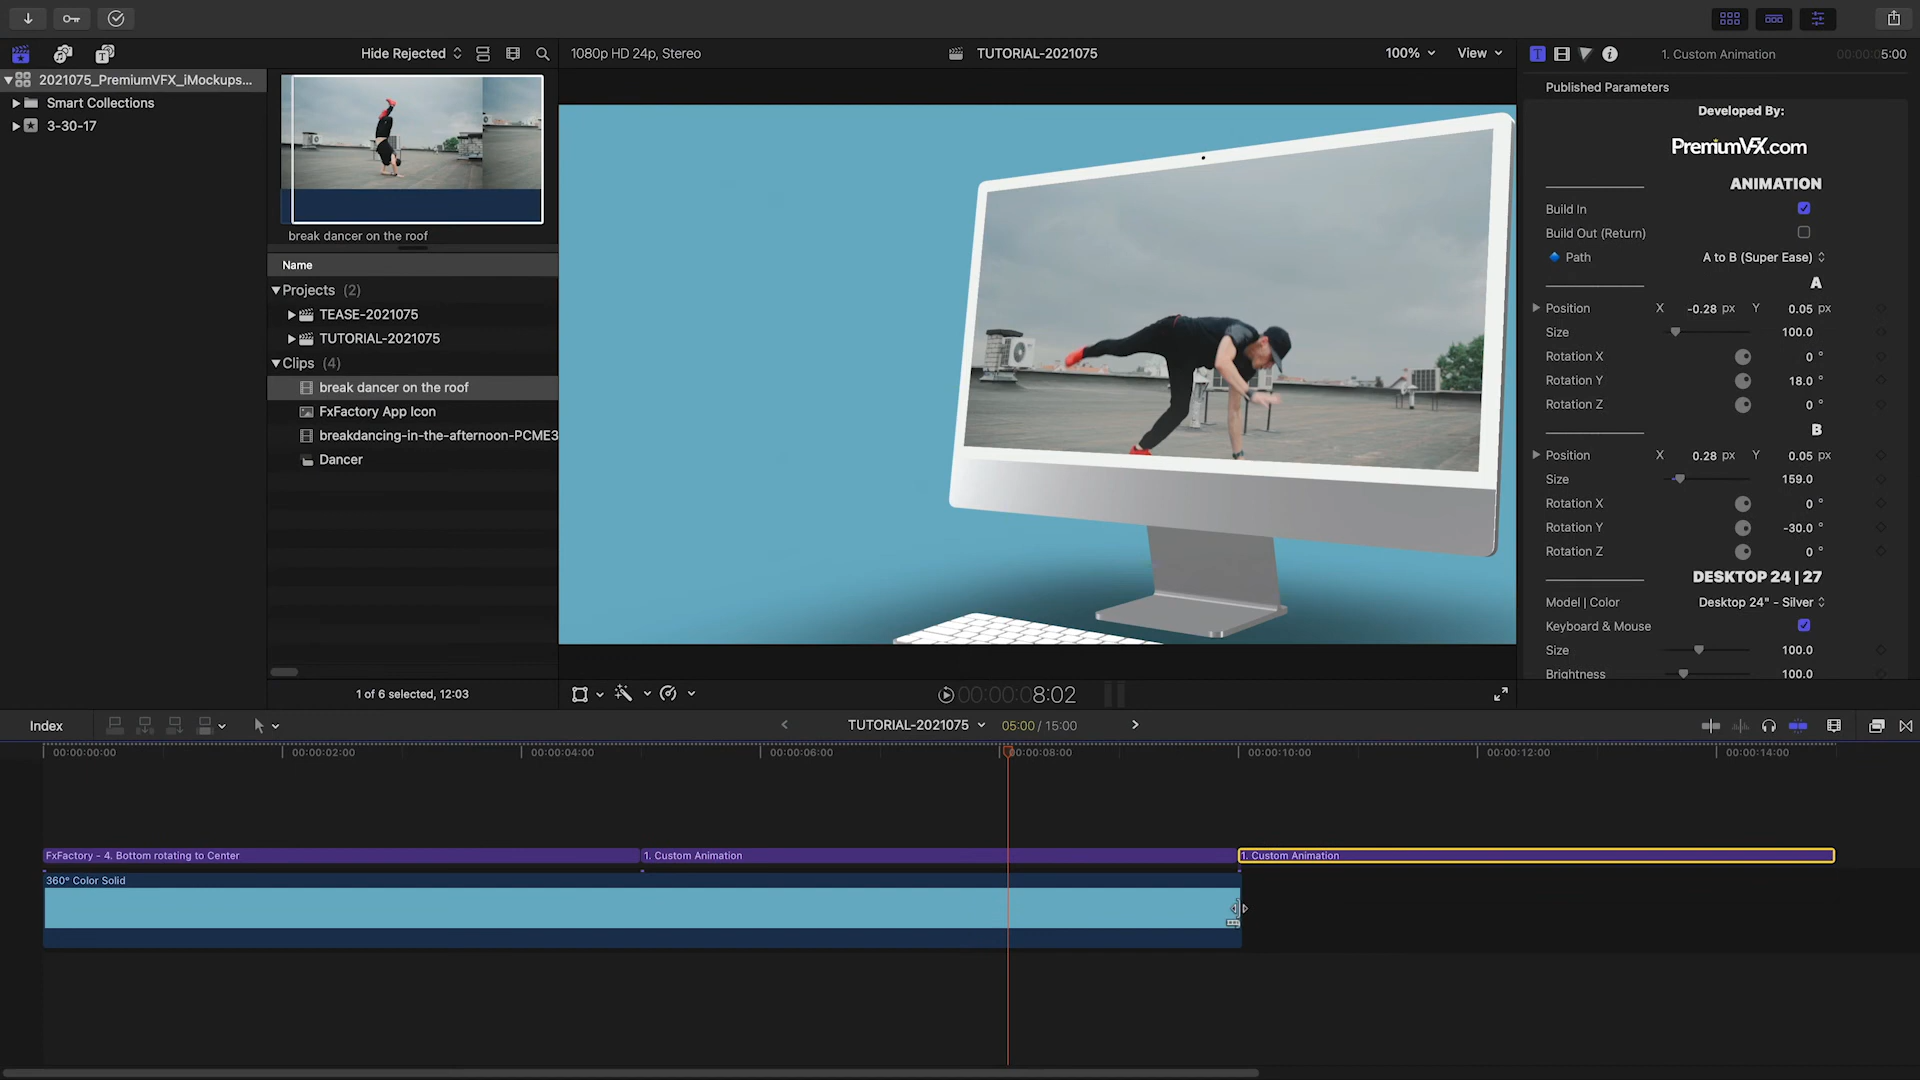 Hide Rejected
1080p HD 24p, Stereo
TUTORIAL-2021075
100%
View
1. Custom Animation
00:00:05:00
2021075_PremiumVFX_iMockups...
Smart Collections
3-30-17
break dancer on the roof
Name
Projects (2)
TEASE-2021075
TUTORIAL-2021075
Clips (4)
break dancer on the roof
FxFactory App Icon
breakdancing-in-the-afternoon-PCME3
Dancer
1 of 6 selected, 12:03
00:00:00:08:02
Published Parameters
Developed By:
PremiumVFX.com
ANIMATION
Build In
Build Out (Return)
Path A to B (Super Ease)
A
Position X -0.28 px Y 0.05 px
Size 100.0
Rotation X 0 °
Rotation Y 18.0 °
Rotation Z 0 °
B
Position X 0.28 px Y 0.05 px
Size 159.0
Rotation X 0 °
Rotation Y -30.0 °
Rotation Z 0 °
DESKTOP 24 | 27
Model | Color Desktop 24" - Silver
Keyboard & Mouse
Size 100.0
Brightness 100.0
Index
TUTORIAL-2021075
05:00 / 15:00
00:00:00:00
00:00:02:00
00:00:04:00
00:00:06:00
00:00:08:00
00:00:10:00
00:00:12:00
00:00:14:00
FxFactory - 4. Bottom rotating to Center
1. Custom Animation
1. Custom Animation
360° Color Solid